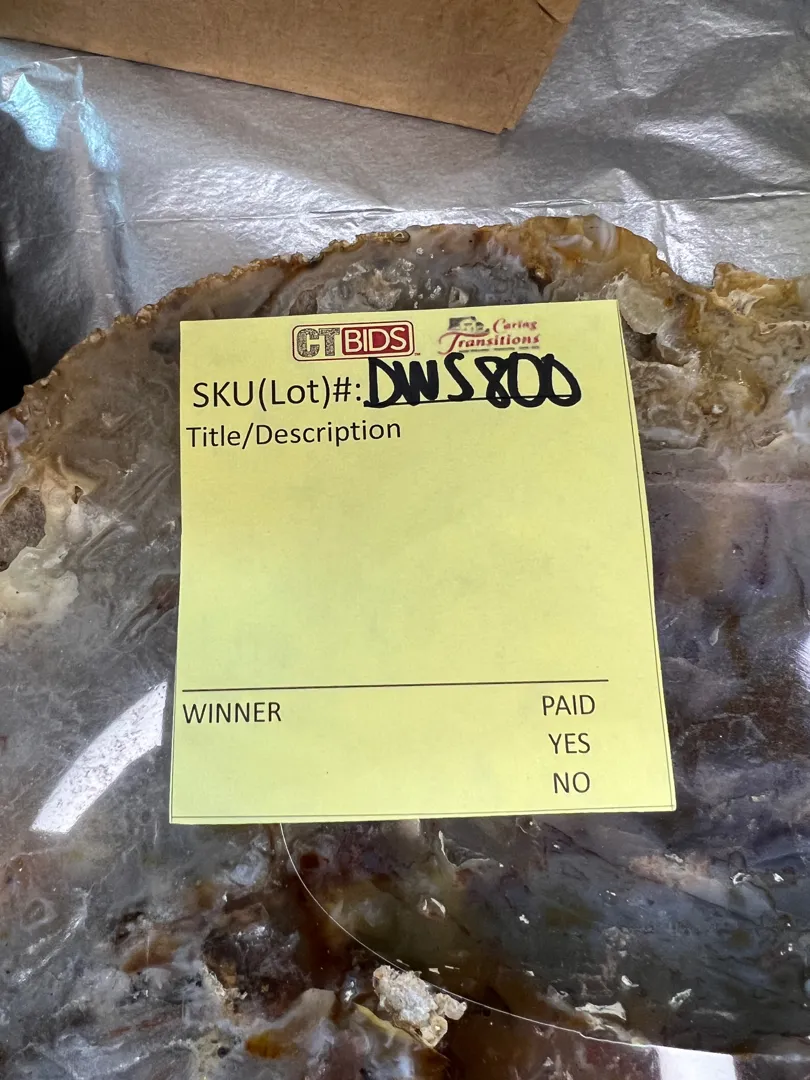 CTBIDS Caring
Transitions
SKU(Lot)#: DWS800
Title/Description
WINNER PAID
YES
NO